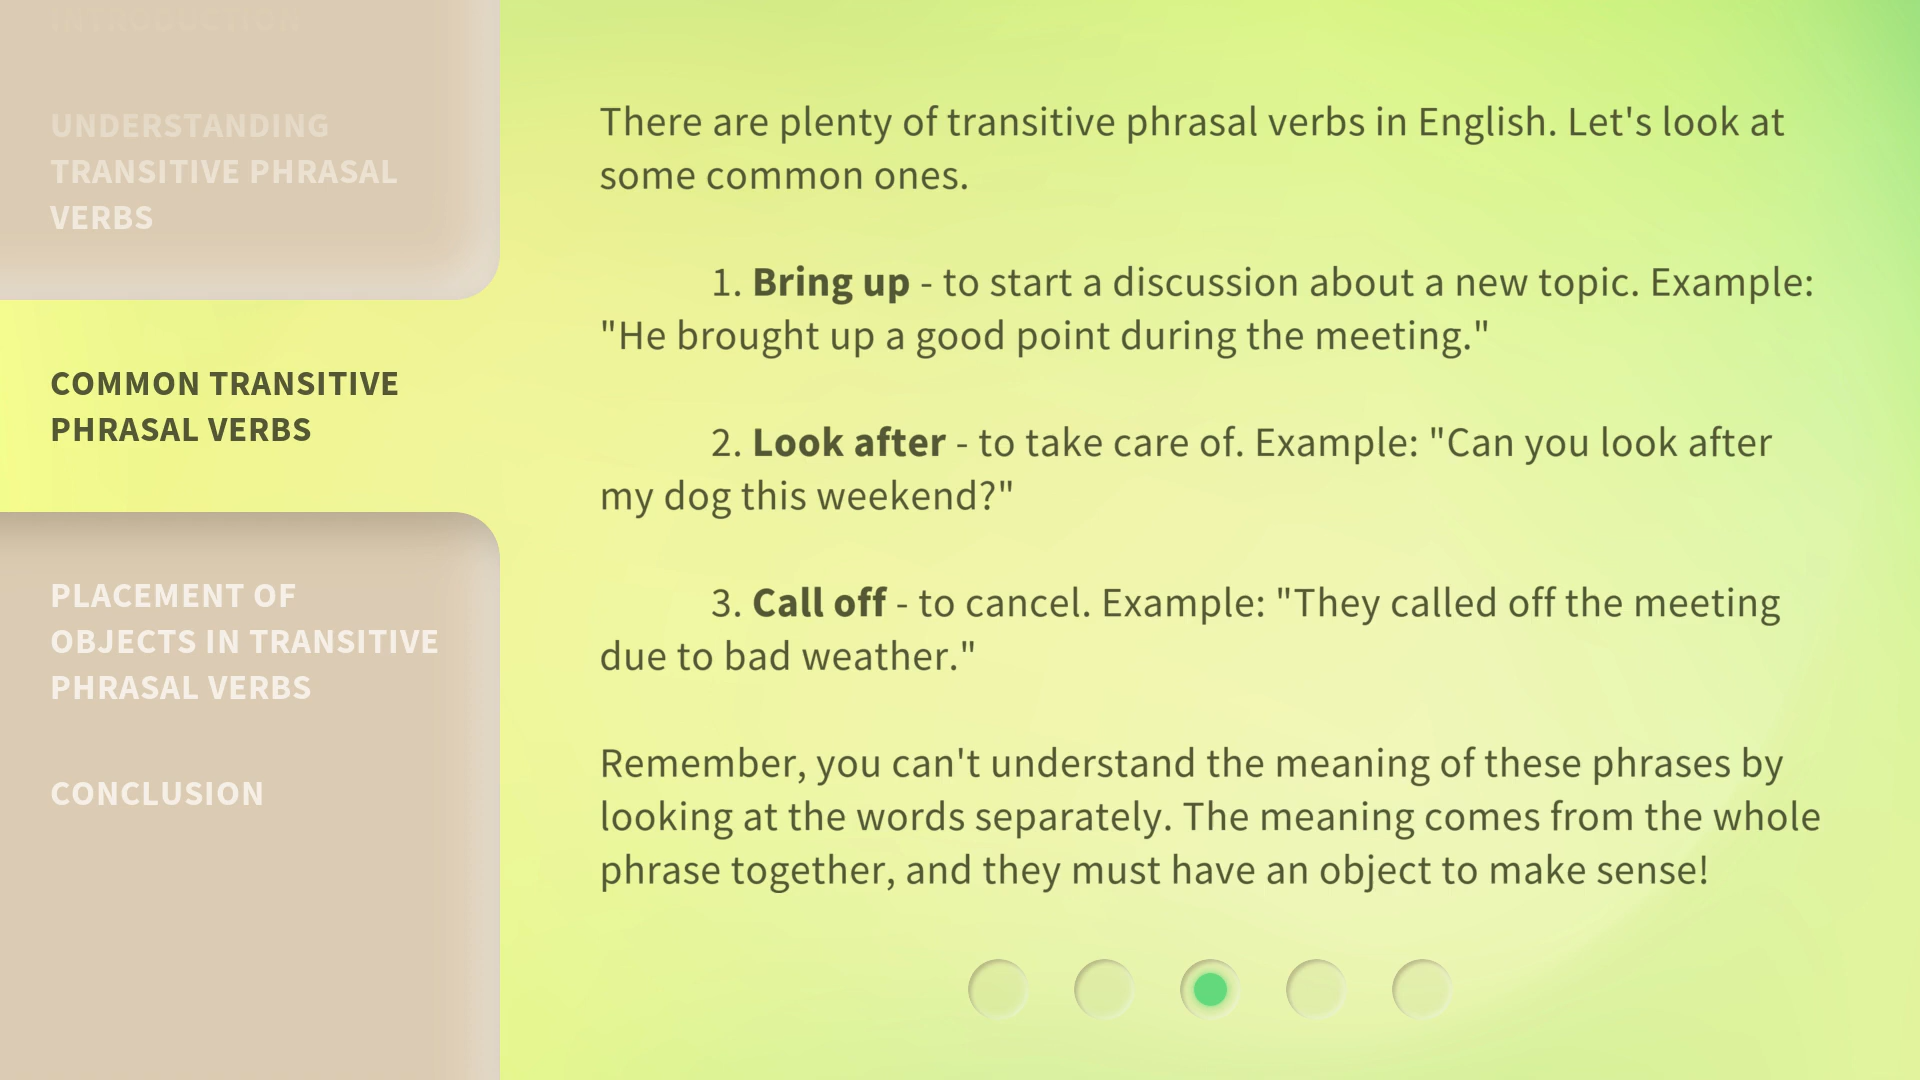 INTRODUCTION
UNDERSTANDING
TRANSITIVE PHRASAL
VERBS
COMMON TRANSITIVE
PHRASAL VERBS
PLACEMENT OF
OBJECTS IN TRANSITIVE
PHRASAL VERBS
CONCLUSION
There are plenty of transitive phrasal verbs in English. Let's look at
some common ones.
1. Bring up - to start a discussion about a new topic. Example:
"He brought up a good point during the meeting."
2. Look after - to take care of. Example: "Can you look after
my dog this weekend?"
3. Call off - to cancel. Example: "They called off the meeting
due to bad weather."
Remember, you can't understand the meaning of these phrases by
looking at the words separately. The meaning comes from the whole
phrase together, and they must have an object to make sense!